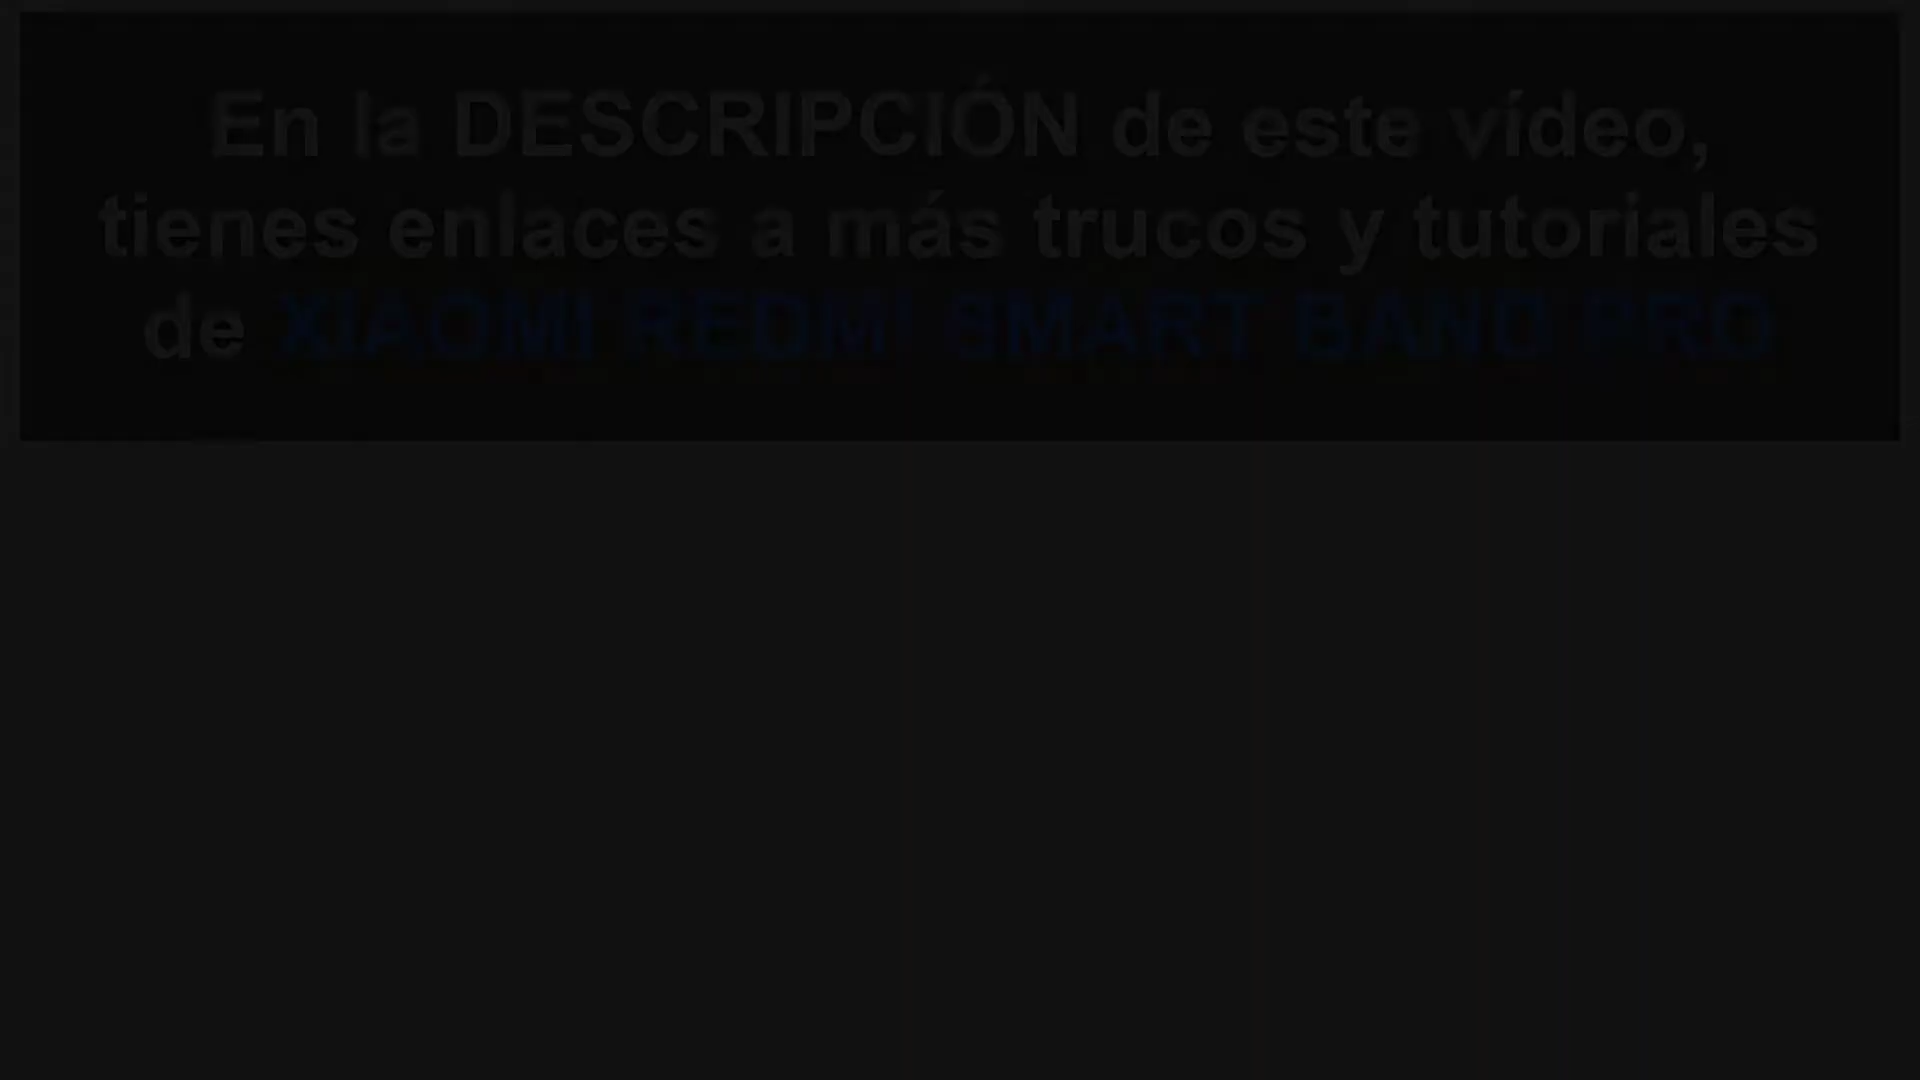 En la DESCRIPCIÓN de este vídeo,
tienes enlaces a más trucos y tutoriales
de XIAOMI REDMI SMART BAND PRO